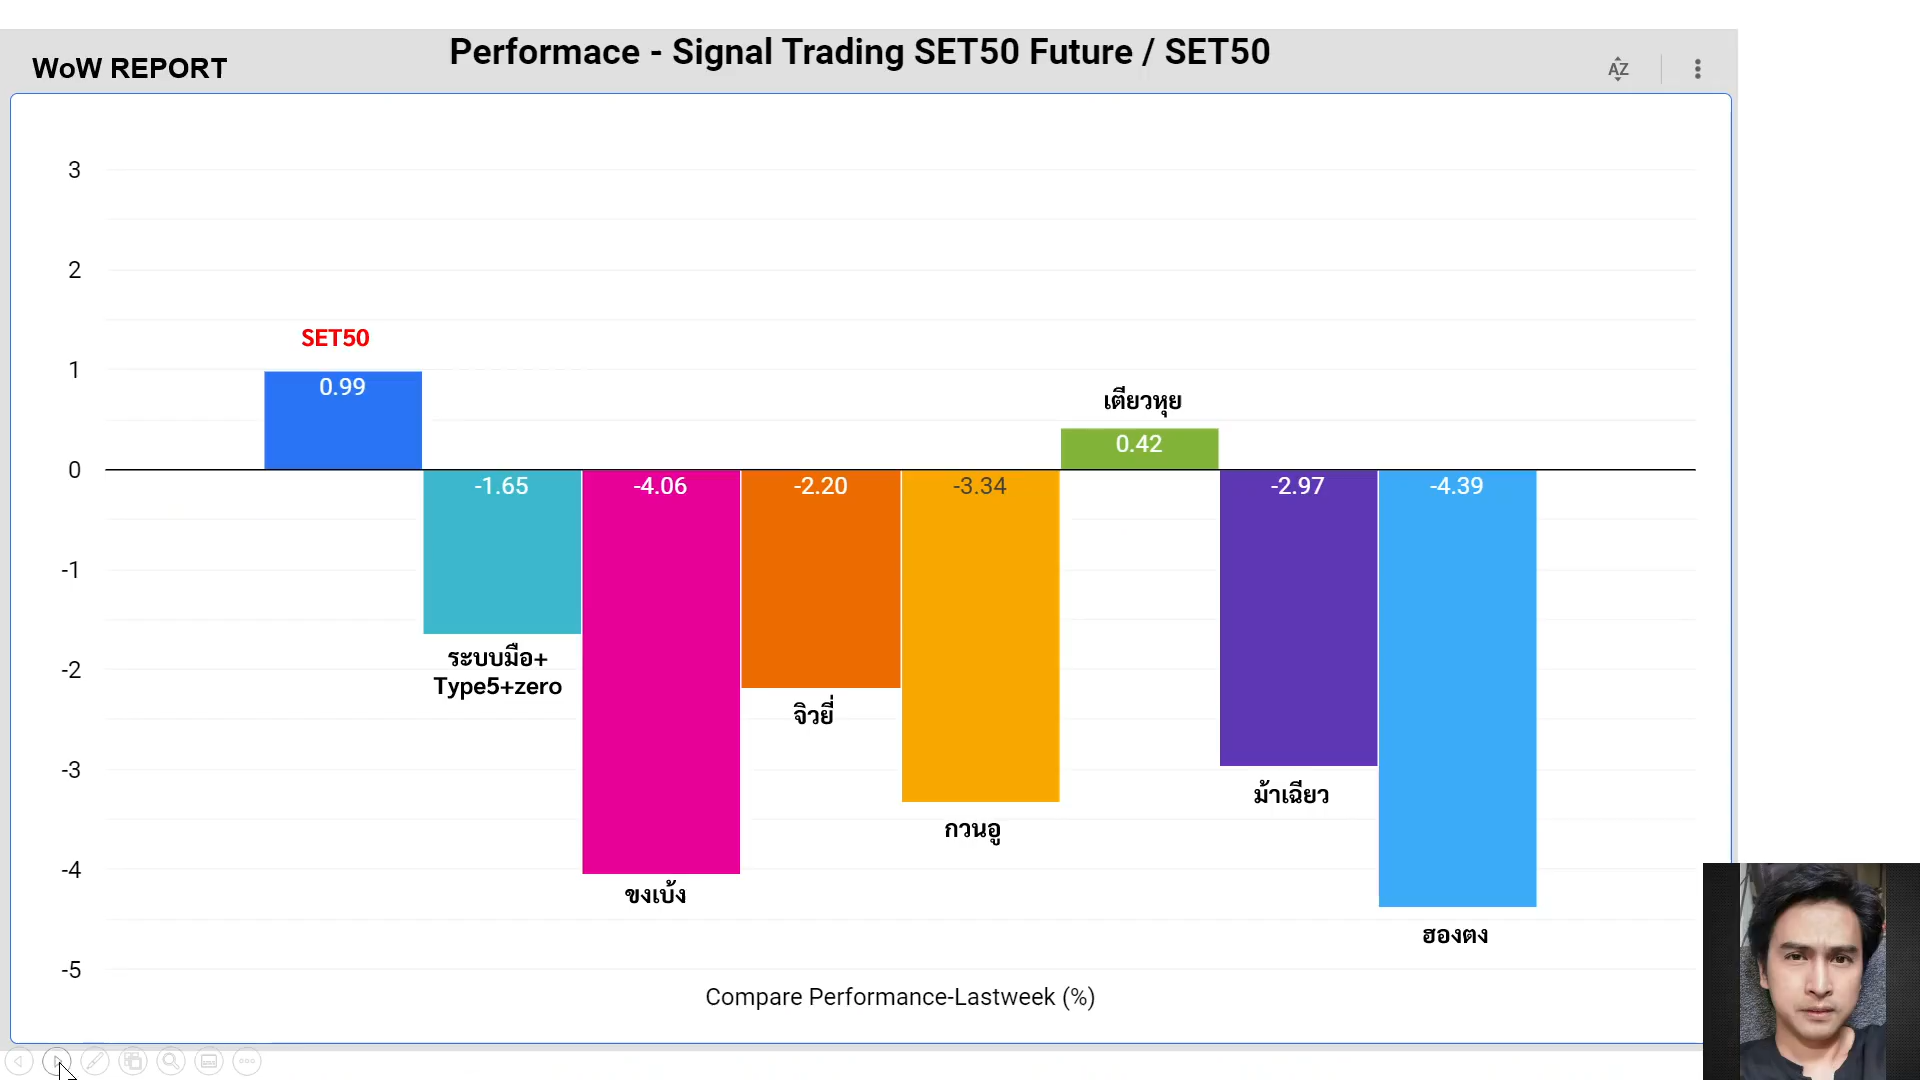 Performace - Signal Trading SET50 Future / SET50
WoW REPORT
AZ
3
2
1
0
-1
-2
-3
-4
-5
SET50
0.99
-1.65
ระบบมือ+
Type5+zero
-4.06
ขงเบ้ง
-2.20
จิวยี่
-3.34
กวนอู
เตียวหุย
0.42
-2.97
ม้าเฉียว
-4.39
ฮองตง
Compare Performance-Lastweek (%)